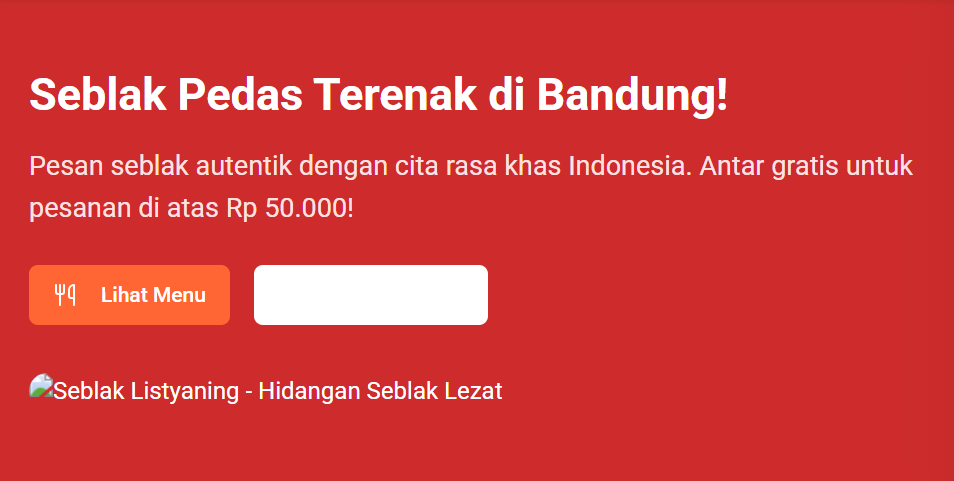 Seblak Pedas Terenak di Bandung!
Pesan seblak autentik dengan cita rasa khas Indonesia. Antar gratis untuk
pesanan di atas Rp 50.000!
Lihat Menu
Seblak Listyaning - Hidangan Seblak Lezat